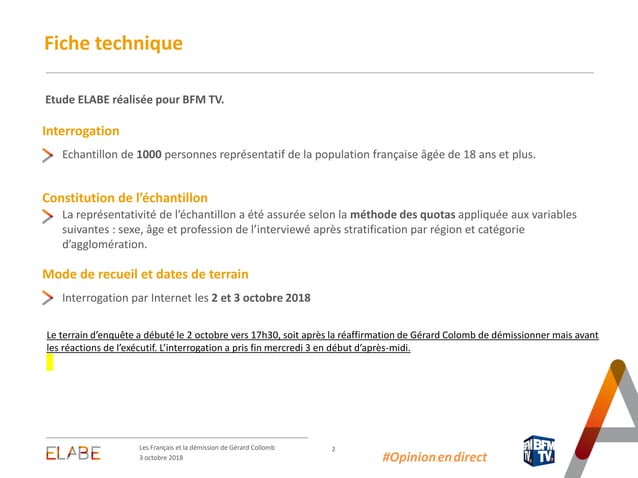 Fiche technique
Etude ELABE réalisée pour BFM TV.
Interrogation
Echantillon de 1000 personnes représentatif de la population française âgée de 18 ans et plus.
Constitution de l’échantillon
La représentativité de l’échantillon a été assurée selon la méthode des quotas appliquée aux variables
suivantes : sexe, âge et profession de l’interviewé après stratification par région et catégorie
d’agglomération.
Mode de recueil et dates de terrain
Interrogation par Internet les 2 et 3 octobre 2018
Le terrain d’enquête a débuté le 2 octobre vers 17h30, soit après la réaffirmation de Gérard Colomb de démissionner mais avant
les réactions de l’exécutif. L’interrogation a pris fin mercredi 3 en début d’après-midi.
ELABE
Les Français et la démission de Gérard Collomb
3 octobre 2018
2
#Opinion en direct
BFM
TV.